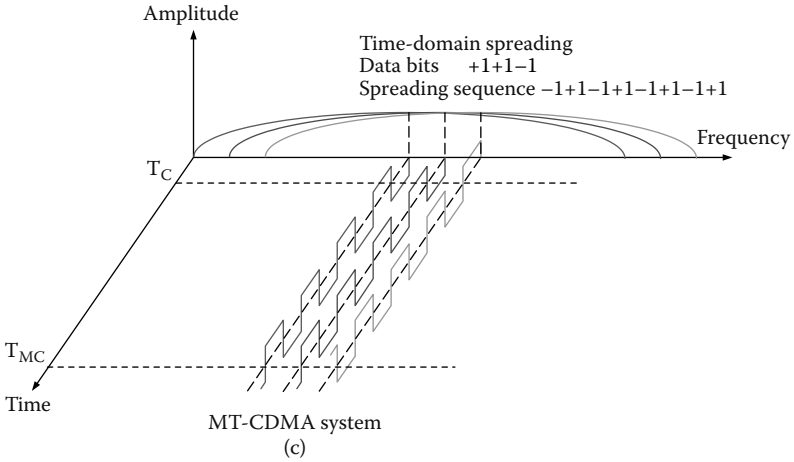 Amplitude
Time-domain spreading
Data bits +1+1–1
Spreading sequence –1+1–1+1–1+1–1+1
Frequency
T_C
T_MC
Time
MT-CDMA system
(c)